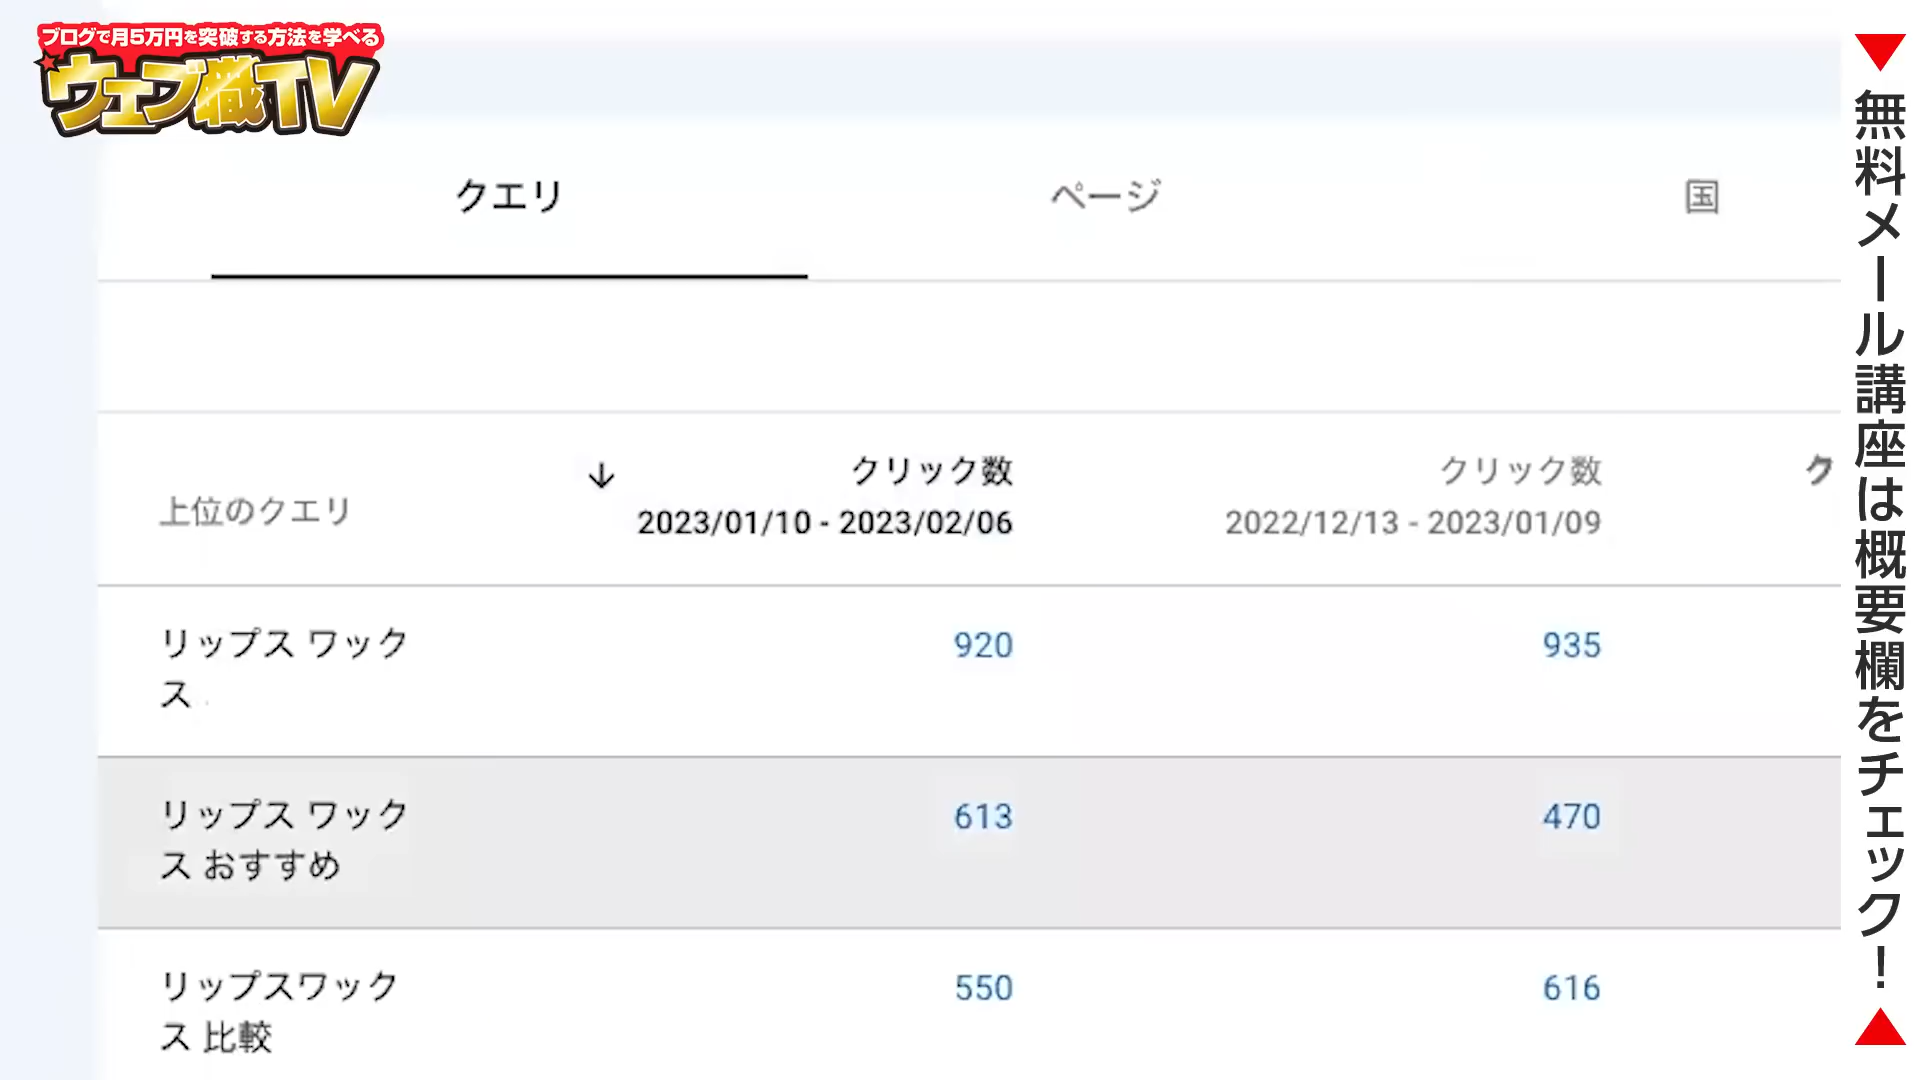 ブログで月5万円を突破する方法を学べる
ウェブ職TV
クエリ
ページ
国
上位のクエリ
↓
クリック数
2023/01/10 - 2023/02/06
クリック数
2022/12/13 - 2023/01/09
ク
リップス ワック
ス
920
935
リップス ワック
ス おすすめ
613
470
リップスワック
ス 比較
550
616
▼無料メール講座は概要欄をチェック!▲